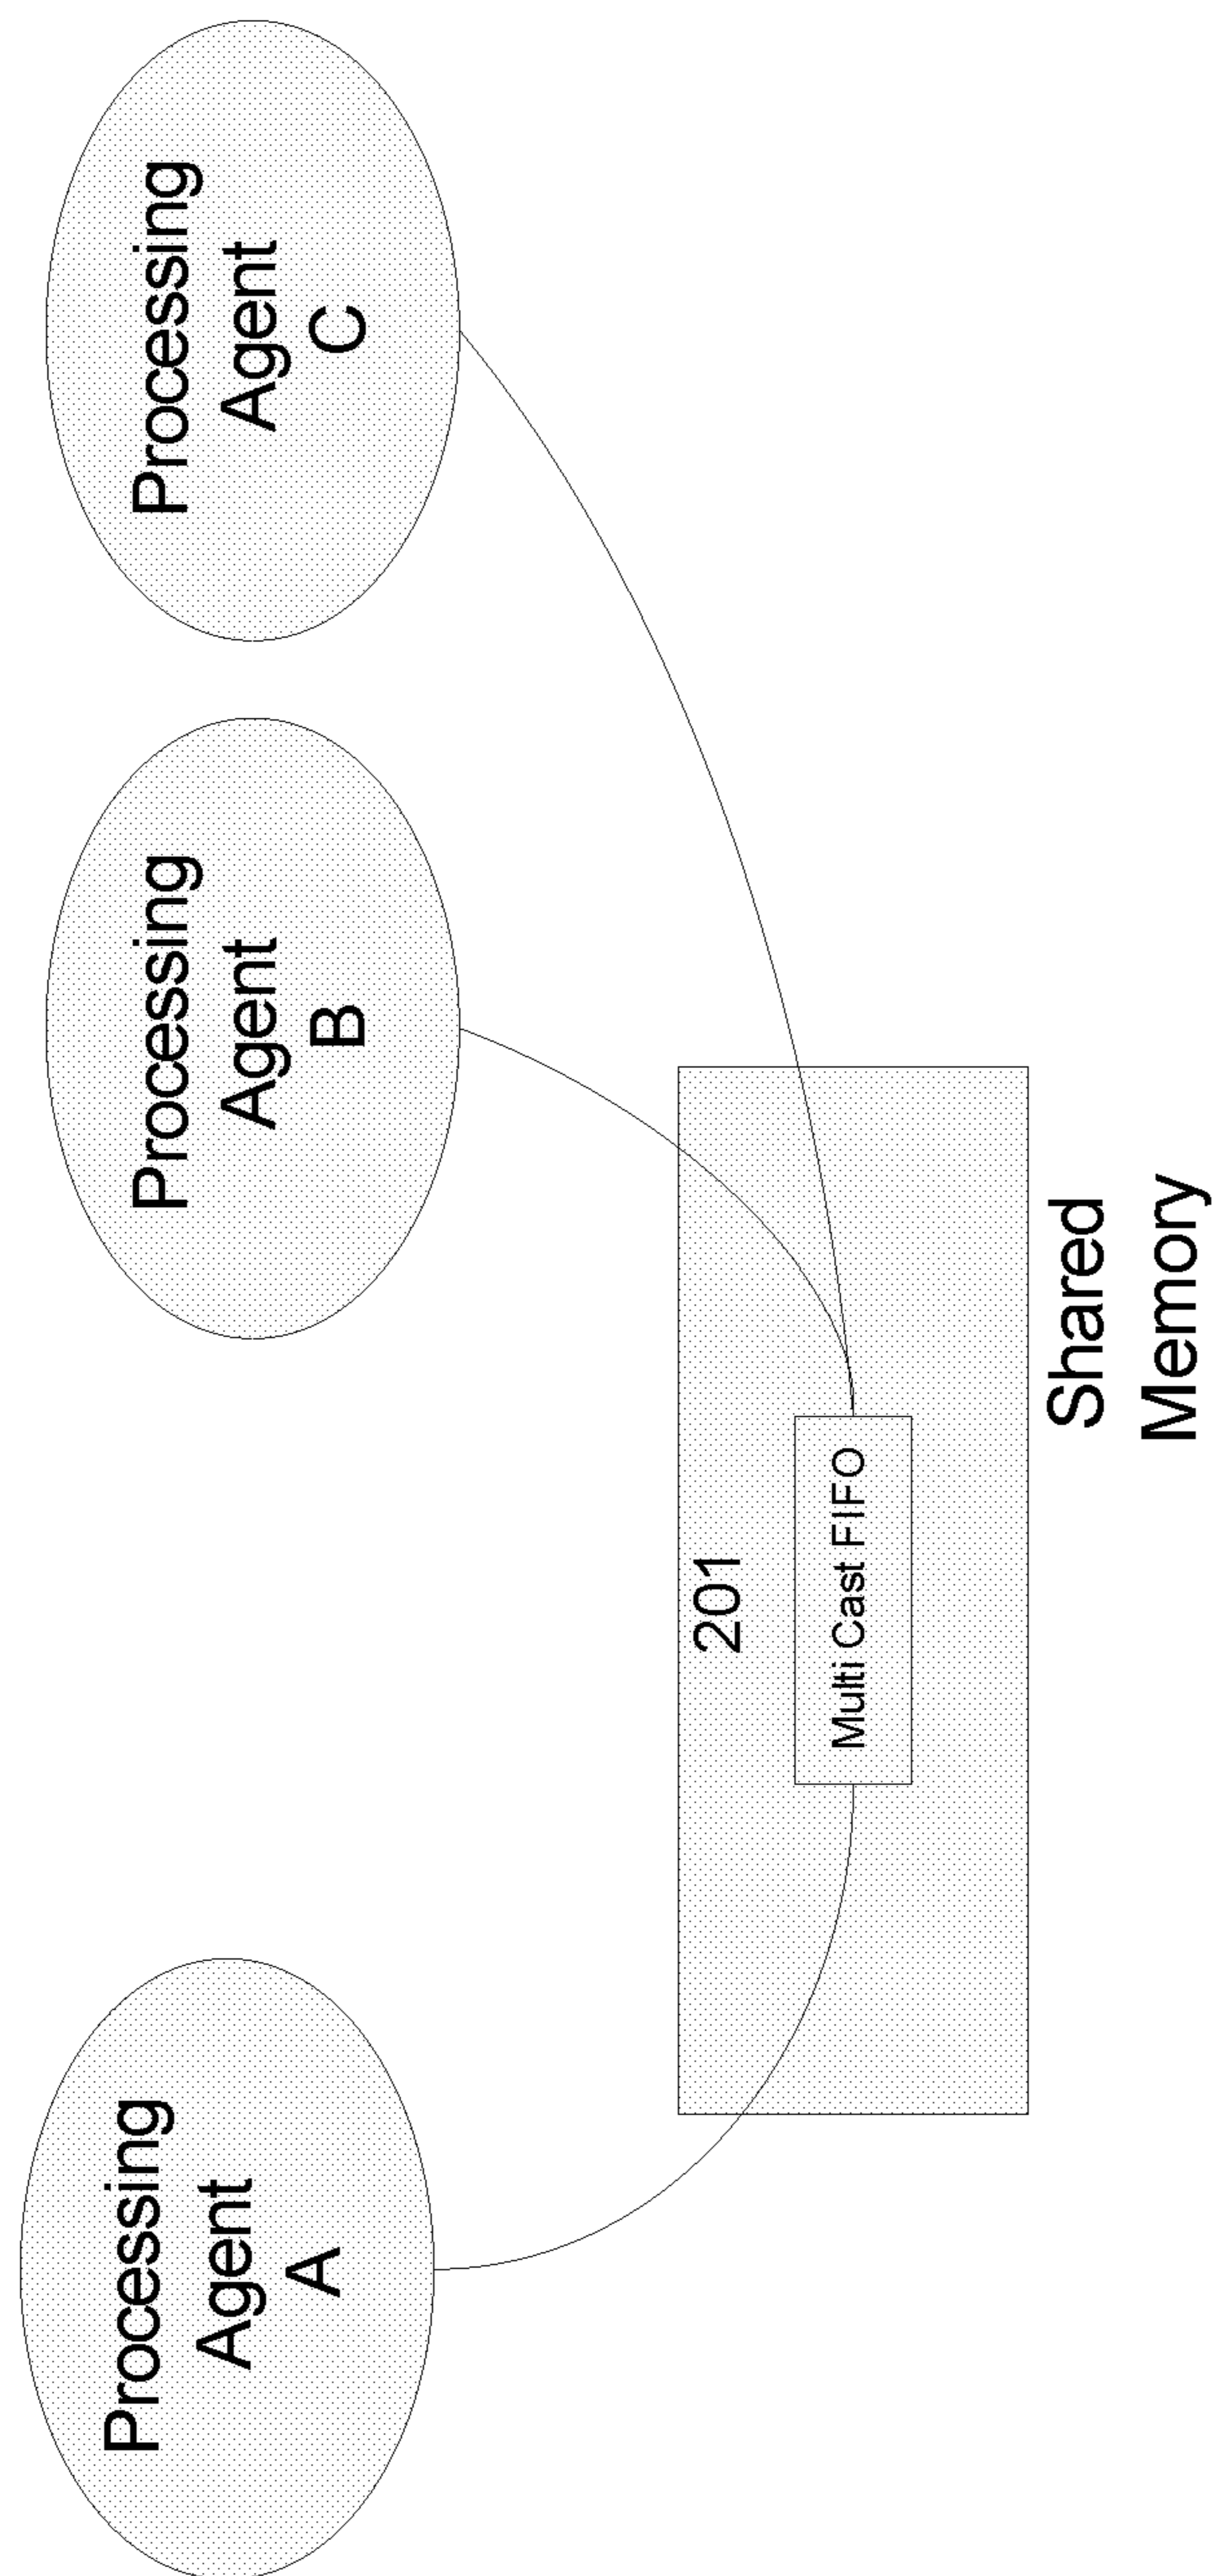 Processing
Agent
A
Processing
Agent
B
Processing
Agent
C
201
Multi Cast FIFO
Shared
Memory